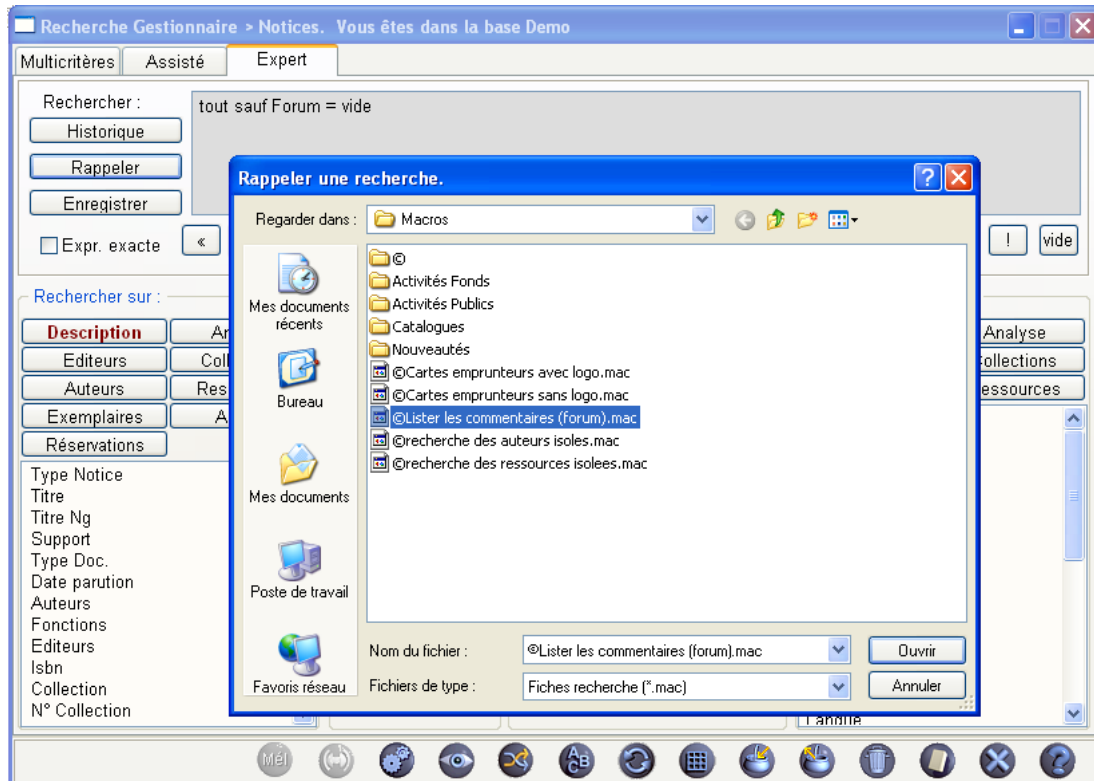 Recherche Gestionnaire > Notices. Vous êtes dans la base Demo
Multicritères Assisté Expert
Rechercher :
tout sauf Forum = vide
Historique
Rappeler
Enregistrer
Expr. exacte « ! vide
Rappeler une recherche.
Regarder dans : Macros
©
Activités Fonds
Activités Publics
Catalogues
Nouveautés
©Cartes emprunteurs avec logo.mac
©Cartes emprunteurs sans logo.mac
©Lister les commentaires (forum).mac
©recherche des auteurs isoles.mac
©recherche des ressources isolees.mac
Mes documents récents
Bureau
Mes documents
Poste de travail
Favoris réseau
Nom du fichier : ©Lister les commentaires (forum).mac Ouvrir
Fichiers de type : Fiches recherche (*.mac) Annuler
Rechercher sur :
Description Analyse
Editeurs
Auteurs
Exemplaires
Réservations
Type Notice
Titre
Titre Ng
Support
Type Doc.
Date parution
Auteurs
Fonctions
Editeurs
Isbn
Collection
N° Collection
Langue
Mél